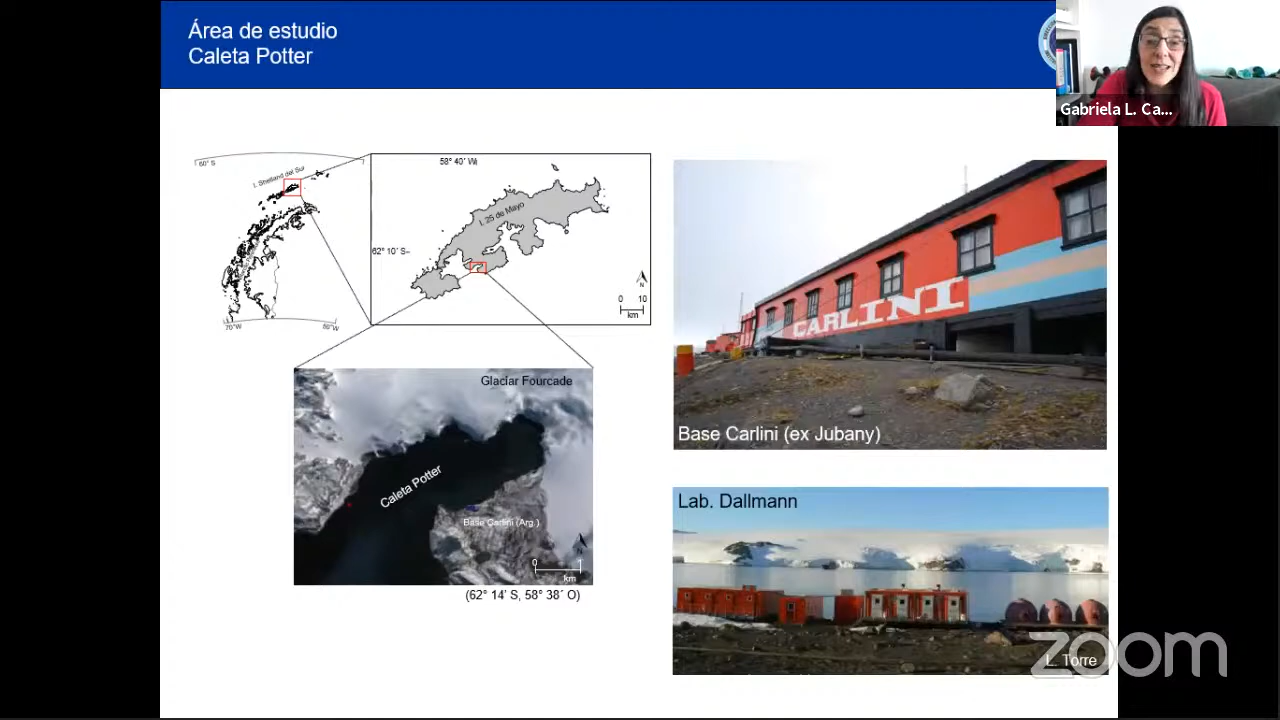 Área de estudio
Caleta Potter
Gabriela L. Ca...
60° S
I. Shetland del Sur
70°W
58° 40´ W
I. 25 de Mayo
62° 10´ S
N
0 10
km
Glaciar Fourcade
Caleta Potter
Base Carlini (Arg.)
N
0 1
km
(62° 14' S, 58° 38´ O)
CARLINI
Base Carlini (ex Jubany)
Lab. Dallmann
L. Torre
zoom